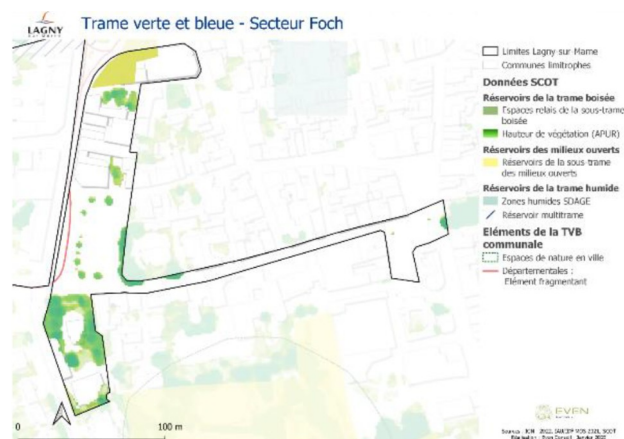 LAGNY
Trame verte et bleue - Secteur Foch
Limites Lagny-sur-Marne
Communes limitrophes
Données SCOT
Réservoirs de la trame boisée
Espaces relais de la sous-trame
boisée
Hauteur de végétation (APUR)
Réservoirs des milieux ouverts
Réservoirs de la sous-trame
des milieux ouverts
Réservoirs de la trame humide
Zones humides SDAGE
Réservoir multitrame
Eléments de la TVB
communale
Espaces de nature en ville
Départementales :
Elément fragmentant
0
100 m
EVEN